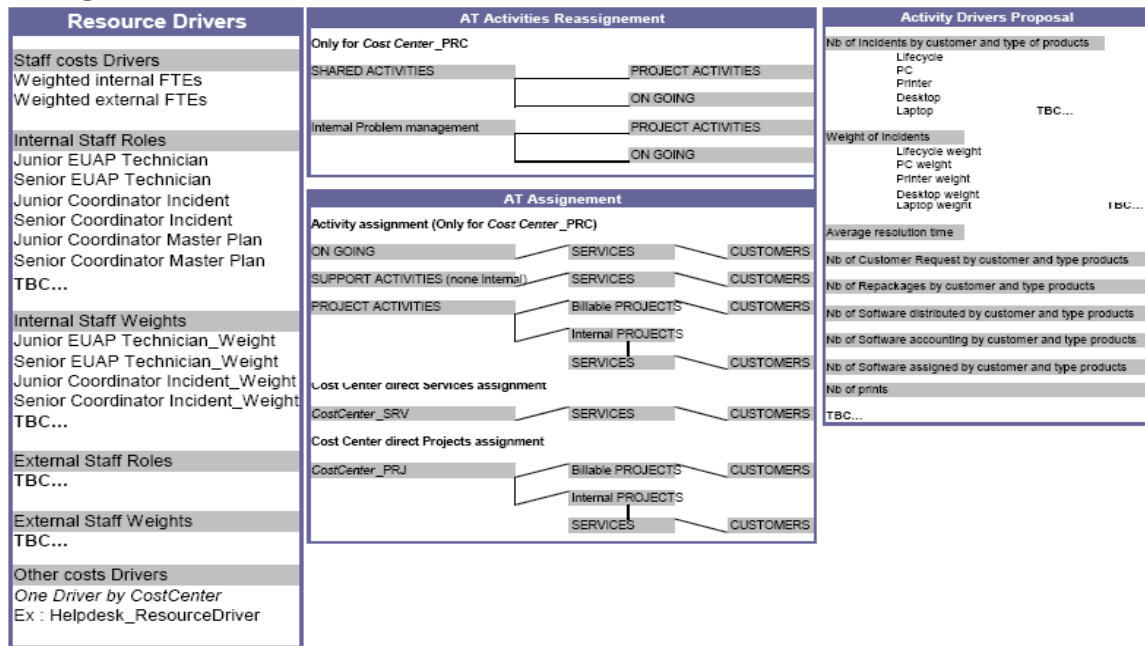 Resource Drivers
Staff costs Drivers
Weighted internal FTEs
Weighted external FTEs
Internal Staff Roles
Junior EUAP Technician
Senior EUAP Technician
Junior Coordinator Incident
Senior Coordinator Incident
Junior Coordinator Master Plan
Senior Coordinator Master Plan
TBC...
Internal Staff Weights
Junior EUAP Technician_Weight
Senior EUAP Technician_Weight
Junior Coordinator Incident_Weight
Senior Coordinator Incident_Weight
TBC...
External Staff Roles
TBC...
External Staff Weights
TBC...
Other costs Drivers
One Driver by CostCenter
Ex : Helpdesk_ResourceDriver
AT Activities Reassignement
Only for Cost Center_PRC
SHARED ACTIVITIES PROJECT ACTIVITIES
ON GOING
Internal Problem management PROJECT ACTIVITIES
ON GOING
AT Assignement
Activity assignment (Only for Cost Center_PRC)
ON GOING SERVICES CUSTOMERS
SUPPORT ACTIVITIES (none Internal) SERVICES CUSTOMERS
PROJECT ACTIVITIES Billable PROJECTS CUSTOMERS
Internal PROJECTS
SERVICES CUSTOMERS
Cost Center direct Services assignment
CostCenter_SRV SERVICES CUSTOMERS
Cost Center direct Projects assignment
CostCenter_PRJ Billable PROJECTS CUSTOMERS
Internal PROJECTS
SERVICES CUSTOMERS
Activity Drivers Proposal
Nb of Incidents by customer and type of products
Lifecycle
PC
Printer
Desktop
Laptop TBC...
Weight of Incidents
Lifecycle weight
PC weight
Printer weight
Desktop weight
Laptop weight TBC...
Average resolution time
Nb of Customer Request by customer and type products
Nb of Repackages by customer and type products
Nb of Software distributed by customer and type products
Nb of Software accounting by customer and type products
Nb of Software assigned by customer and type products
Nb of prints
TBC...